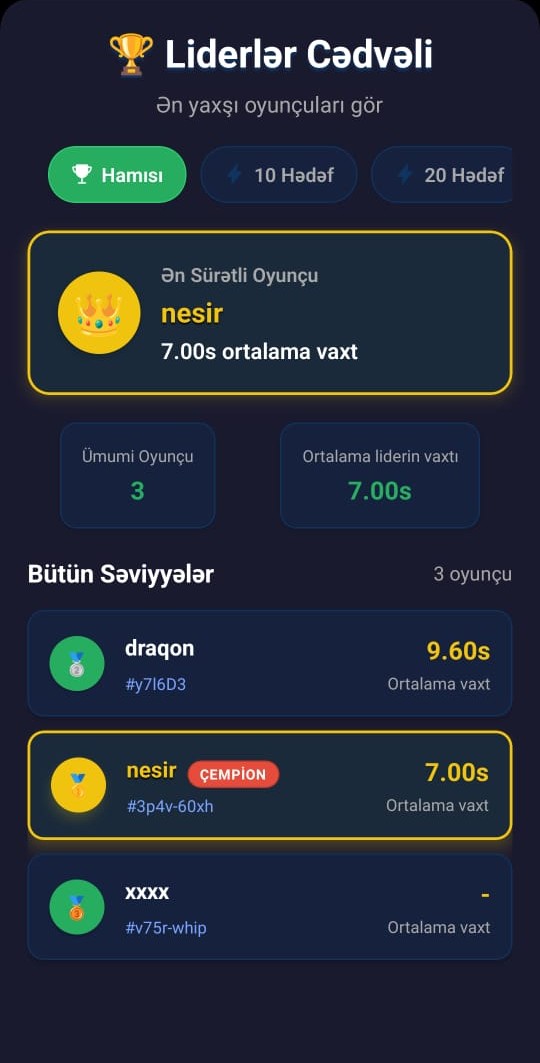 🏆 Liderlər Cədvəli
Ən yaxşı oyunçuları gör
Hamısı
10 Hədəf
20 Hədəf
Ən Sürətli Oyunçu
nesir
7.00s ortalama vaxt
Ümumi Oyunçu
3
Ortalama liderin vaxtı
7.00s
Bütün Səviyyələr
3 oyunçu
draqon
#y7l6D3
9.60s
Ortalama vaxt
nesir ÇEMPİON
#3p4v-60xh
7.00s
Ortalama vaxt
xxxx
#v75r-whip
-
Ortalama vaxt